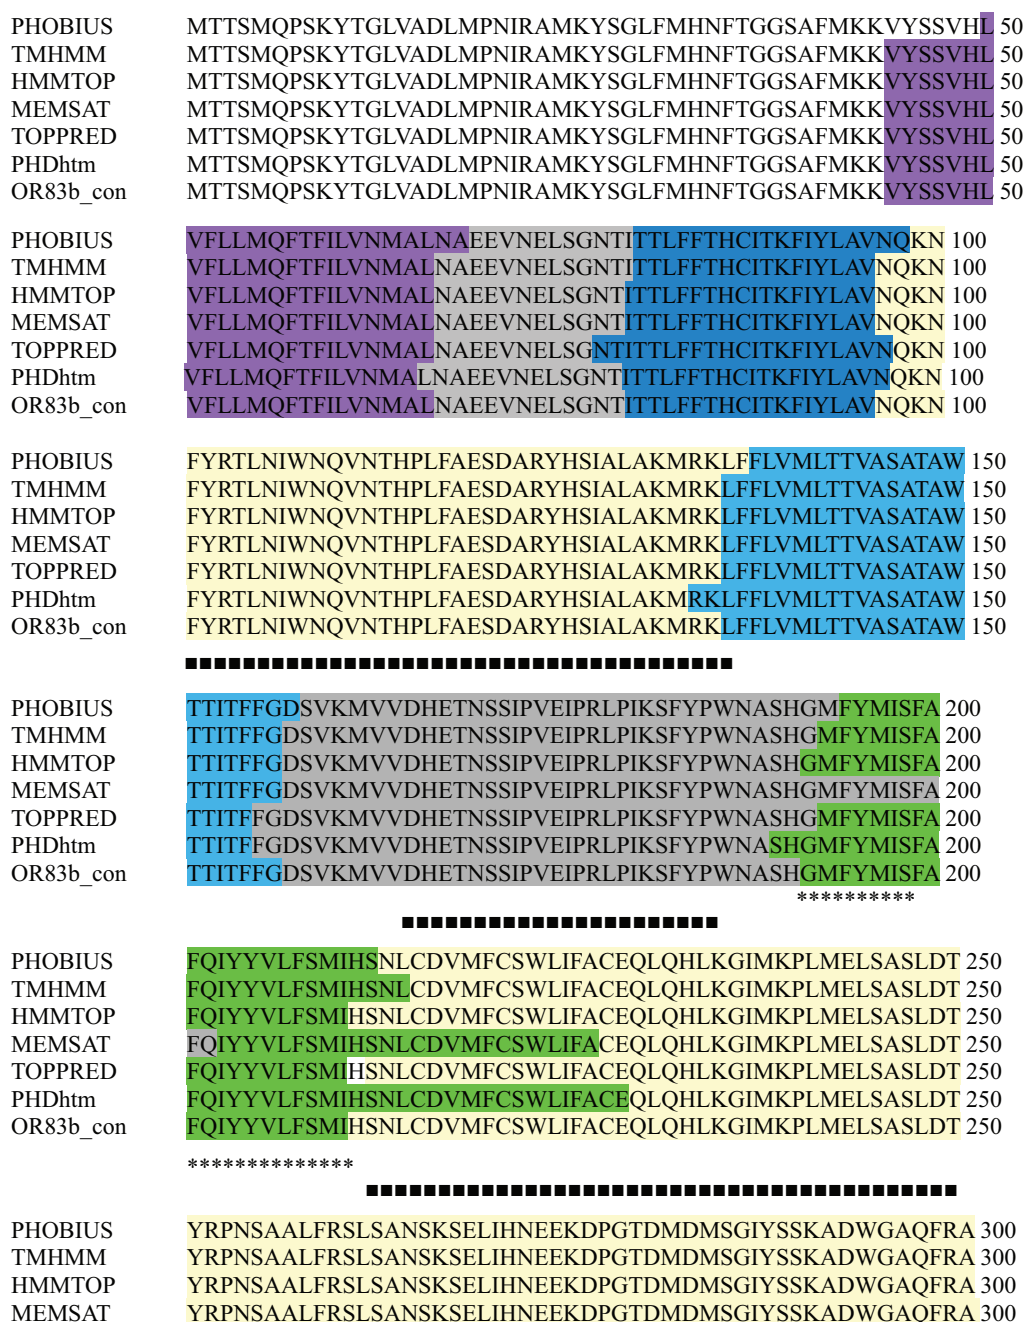 PHOBIUS MTTSMQPSKYTGLVADLMPNIRAMKYSGLFMHNFTGGSAFMKKVYSSVHL 50
TMHMM MTTSMQPSKYTGLVADLMPNIRAMKYSGLFMHNFTGGSAFMKKVYSSVHL 50
HMMTOP MTTSMQPSKYTGLVADLMPNIRAMKYSGLFMHNFTGGSAFMKKVYSSVHL 50
MEMSAT MTTSMQPSKYTGLVADLMPNIRAMKYSGLFMHNFTGGSAFMKKVYSSVHL 50
TOPPRED MTTSMQPSKYTGLVADLMPNIRAMKYSGLFMHNFTGGSAFMKKVYSSVHL 50
PHDhtm MTTSMQPSKYTGLVADLMPNIRAMKYSGLFMHNFTGGSAFMKKVYSSVHL 50
OR83b_con MTTSMQPSKYTGLVADLMPNIRAMKYSGLFMHNFTGGSAFMKKVYSSVHL 50
PHOBIUS VFLLMQFTFILVNMALNAEEVNELSGNTITTLFFTHCITKFIYLAVNQKN 100
TMHMM VFLLMQFTFILVNMALNAEEVNELSGNTITTLFFTHCITKFIYLAVNQKN 100
HMMTOP VFLLMQFTFILVNMALNAEEVNELSGNTITTLFFTHCITKFIYLAVNQKN 100
MEMSAT VFLLMQFTFILVNMALNAEEVNELSGNTITTLFFTHCITKFIYLAVNQKN 100
TOPPRED VFLLMQFTFILVNMALNAEEVNELSGNTITTLFFTHCITKFIYLAVNQKN 100
PHDhtm VFLLMQFTFILVNMALNAEEVNELSGNTITTLFFTHCITKFIYLAVNQKN 100
OR83b_con VFLLMQFTFILVNMALNAEEVNELSGNTITTLFFTHCITKFIYLAVNQKN 100
PHOBIUS FYRTLNIWNQVNTHPLFAESDARYHSIALAKMRKLFFLVMLTTVASATAW 150
TMHMM FYRTLNIWNQVNTHPLFAESDARYHSIALAKMRKLFFLVMLTTVASATAW 150
HMMTOP FYRTLNIWNQVNTHPLFAESDARYHSIALAKMRKLFFLVMLTTVASATAW 150
MEMSAT FYRTLNIWNQVNTHPLFAESDARYHSIALAKMRKLFFLVMLTTVASATAW 150
TOPPRED FYRTLNIWNQVNTHPLFAESDARYHSIALAKMRKLFFLVMLTTVASATAW 150
PHDhtm FYRTLNIWNQVNTHPLFAESDARYHSIALAKMRKLFFLVMLTTVASATAW 150
OR83b_con FYRTLNIWNQVNTHPLFAESDARYHSIALAKMRKLFFLVMLTTVASATAW 150
PHOBIUS TTITFFGDSVKMVVDHETNSSIPVEIPRLPIKSFYPWNASHGMFYMISFA 200
TMHMM TTITFFGDSVKMVVDHETNSSIPVEIPRLPIKSFYPWNASHGMFYMISFA 200
HMMTOP TTITFFGDSVKMVVDHETNSSIPVEIPRLPIKSFYPWNASHGMFYMISFA 200
MEMSAT TTITFFGDSVKMVVDHETNSSIPVEIPRLPIKSFYPWNASHGMFYMISFA 200
TOPPRED TTITFFGDSVKMVVDHETNSSIPVEIPRLPIKSFYPWNASHGMFYMISFA 200
PHDhtm TTITFFGDSVKMVVDHETNSSIPVEIPRLPIKSFYPWNASHGMFYMISFA 200
OR83b_con TTITFFGDSVKMVVDHETNSSIPVEIPRLPIKSFYPWNASHGMFYMISFA 200
**********
PHOBIUS FQIYYVLFSMIHSNLCDVMFCSWLIFACEQLQHLKGIMKPLMELSASLDT 250
TMHMM FQIYYVLFSMIHSNLCDVMFCSWLIFACEQLQHLKGIMKPLMELSASLDT 250
HMMTOP FQIYYVLFSMIHSNLCDVMFCSWLIFACEQLQHLKGIMKPLMELSASLDT 250
MEMSAT FQIYYVLFSMIHSNLCDVMFCSWLIFACEQLQHLKGIMKPLMELSASLDT 250
TOPPRED FQIYYVLFSMIHSNLCDVMFCSWLIFACEQLQHLKGIMKPLMELSASLDT 250
PHDhtm FQIYYVLFSMIHSNLCDVMFCSWLIFACEQLQHLKGIMKPLMELSASLDT 250
OR83b_con FQIYYVLFSMIHSNLCDVMFCSWLIFACEQLQHLKGIMKPLMELSASLDT 250
**************
PHOBIUS YRPNSAALFRSLSANSKSELIHNEEKDPGTDMDMSGIYSSKADWGAQFRA 300
TMHMM YRPNSAALFRSLSANSKSELIHNEEKDPGTDMDMSGIYSSKADWGAQFRA 300
HMMTOP YRPNSAALFRSLSANSKSELIHNEEKDPGTDMDMSGIYSSKADWGAQFRA 300
MEMSAT YRPNSAALFRSLSANSKSELIHNEEKDPGTDMDMSGIYSSKADWGAQFRA 300